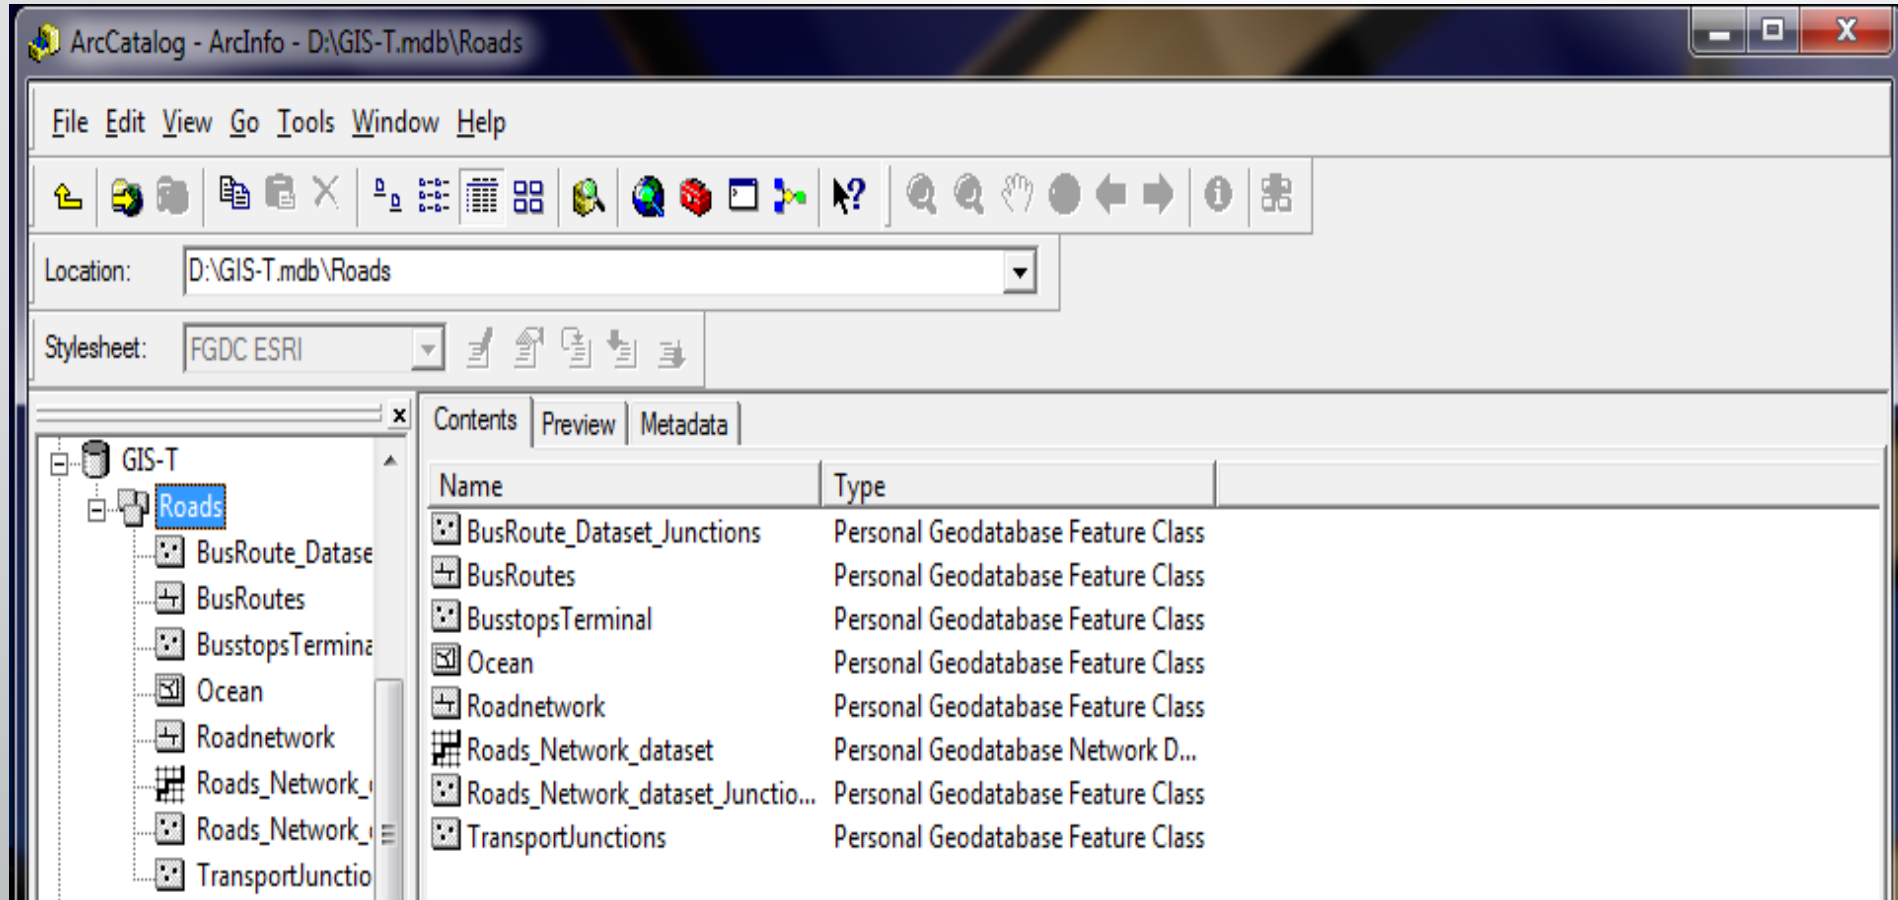 ArcCatalog - ArcInfo - D:\GIS-T.mdb\Roads
File Edit View Go Tools Window Help
Location: D:\GIS-T.mdb\Roads
Stylesheet: FGDC ESRI
Contents Preview Metadata
GIS-T
Roads
BusRoute_Datase
BusRoutes
BusstopsTermina
Ocean
Roadnetwork
Roads_Network_
Roads_Network_
TransportJunctio
Name Type
BusRoute_Dataset_Junctions Personal Geodatabase Feature Class
BusRoutes Personal Geodatabase Feature Class
BusstopsTerminal Personal Geodatabase Feature Class
Ocean Personal Geodatabase Feature Class
Roadnetwork Personal Geodatabase Feature Class
Roads_Network_dataset Personal Geodatabase Network D...
Roads_Network_dataset_Junctio... Personal Geodatabase Feature Class
TransportJunctions Personal Geodatabase Feature Class